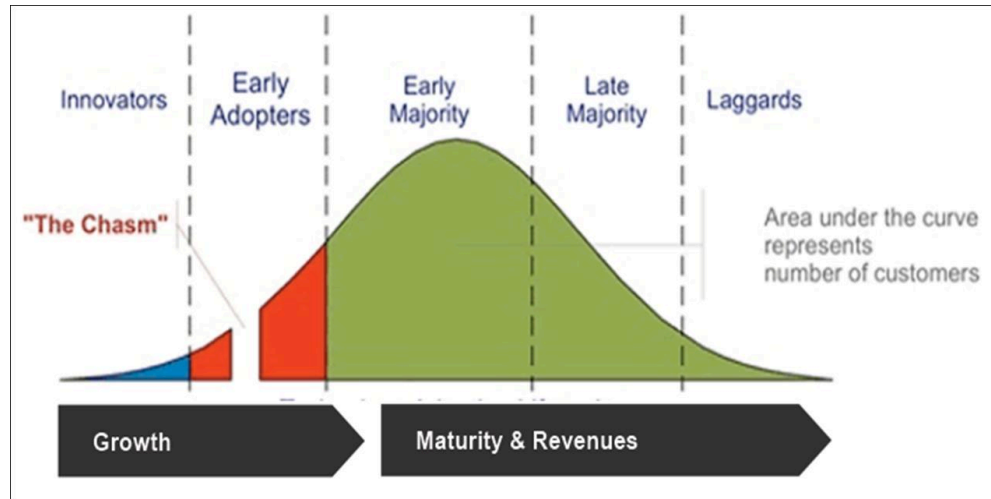 Innovators
Early
Adopters
Early
Majority
Late
Majority
Laggards
"The Chasm"
Area under the curve
represents
number of customers
Growth
Maturity & Revenues